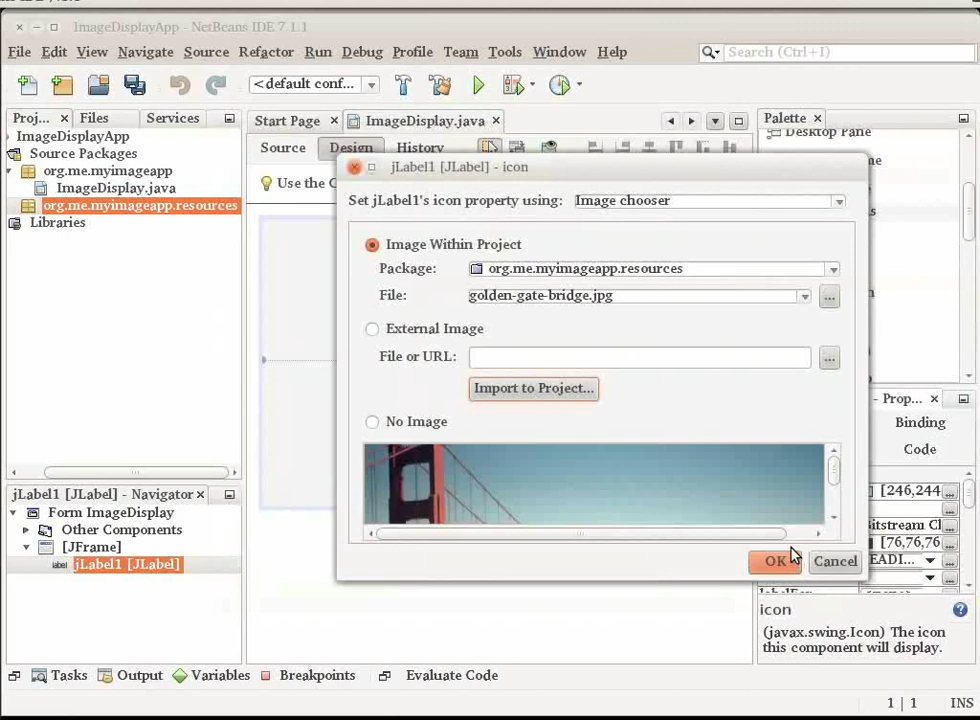 ImageDisplayApp - NetBeans IDE 7.1.1
File Edit View Navigate Source Refactor Run Debug Profile Team Tools Window Help
Search (Ctrl+I)
<default conf...
Proj... Files Services
ImageDisplayApp
Source Packages
org.me.myimageapp
ImageDisplay.java
org.me.myimageapp.resources
Libraries
Start Page ImageDisplay.java
Source Design History
Use the
Palette
Desktop Pane
jLabel1 [JLabel] - icon
Set jLabel1's icon property using: Image chooser
Image Within Project
Package: org.me.myimageapp.resources
File: golden-gate-bridge.jpg
...
External Image
File or URL:
...
Import to Project...
No Image
OK Cancel
- Prop...
Binding
Code
[246,244
Bitstream Cl
[76,76,76
EADI...
jLabel1 [JLabel] - Navigator
Form ImageDisplay
Other Components
[JFrame]
label jLabel1 [JLabel]
icon
(javax.swing.Icon) The icon
this component will display.
Tasks Output Variables Breakpoints Evaluate Code
1 | 1 INS